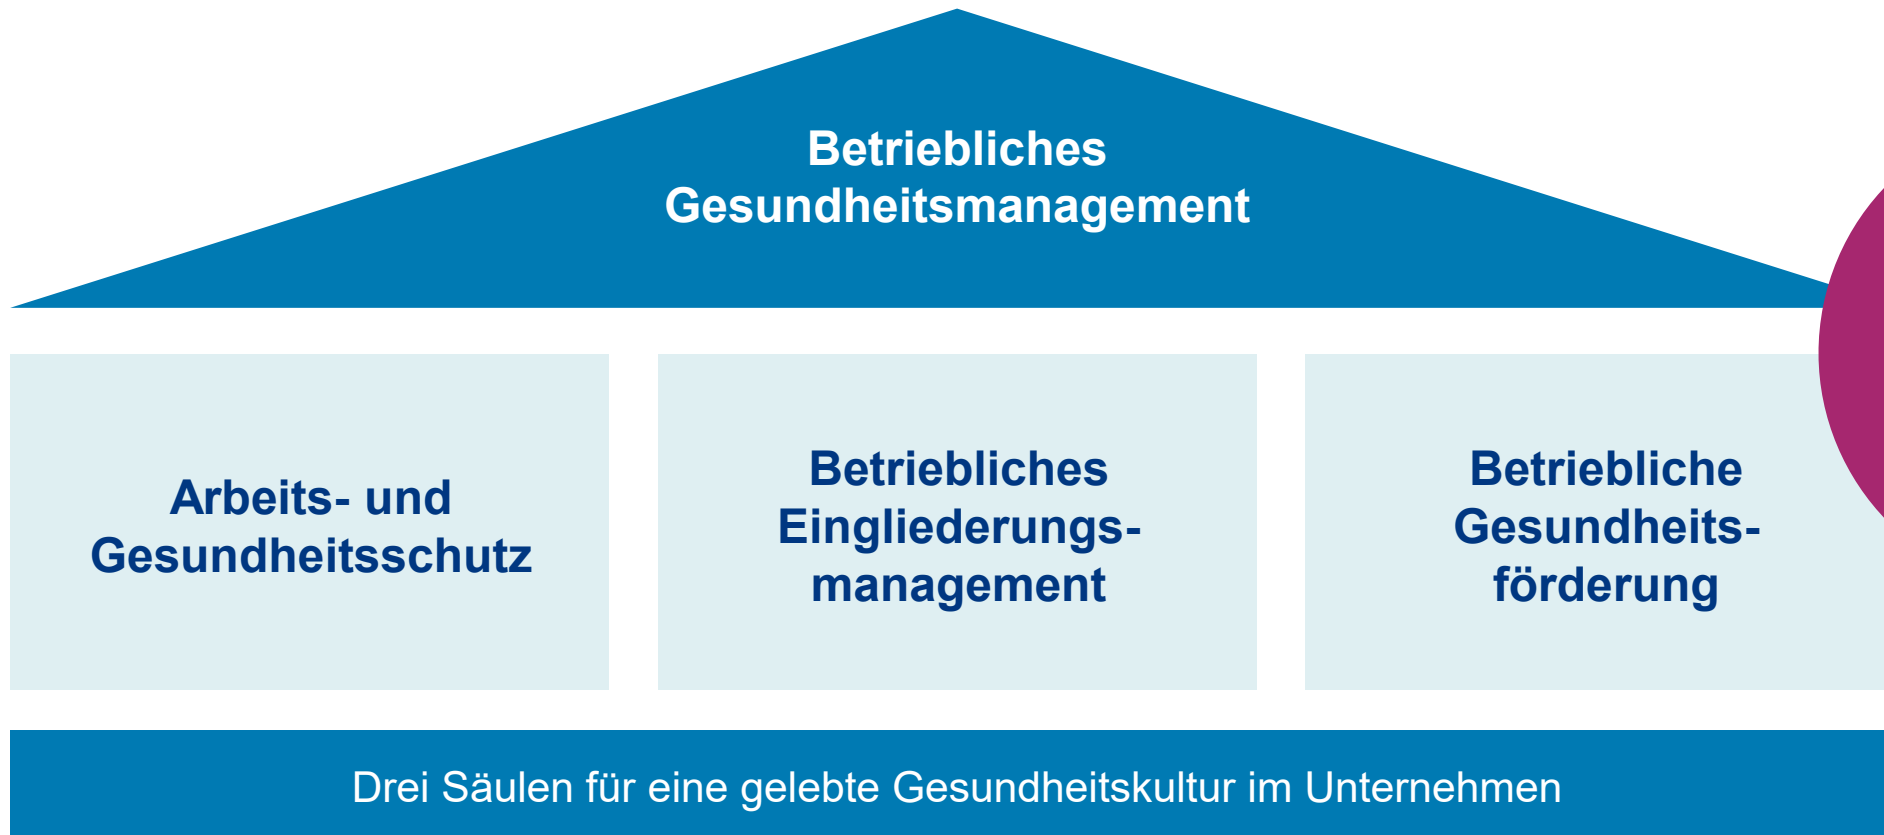 Betriebliches
Gesundheitsmanagement
Arbeits- und
Gesundheitsschutz
Betriebliches
Eingliederungs-
management
Betriebliche
Gesundheits-
förderung
Drei Säulen für eine gelebte Gesundheitskultur im Unternehmen